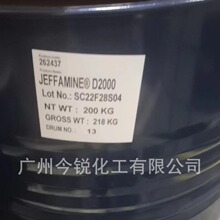 262437
JEFFAMINE® D2000
Lot No.: SC22F28S04
NT WT : 200 KG
GROSS WT : 218 KG
DRUM NO : 13
广州今锐化工有限公司